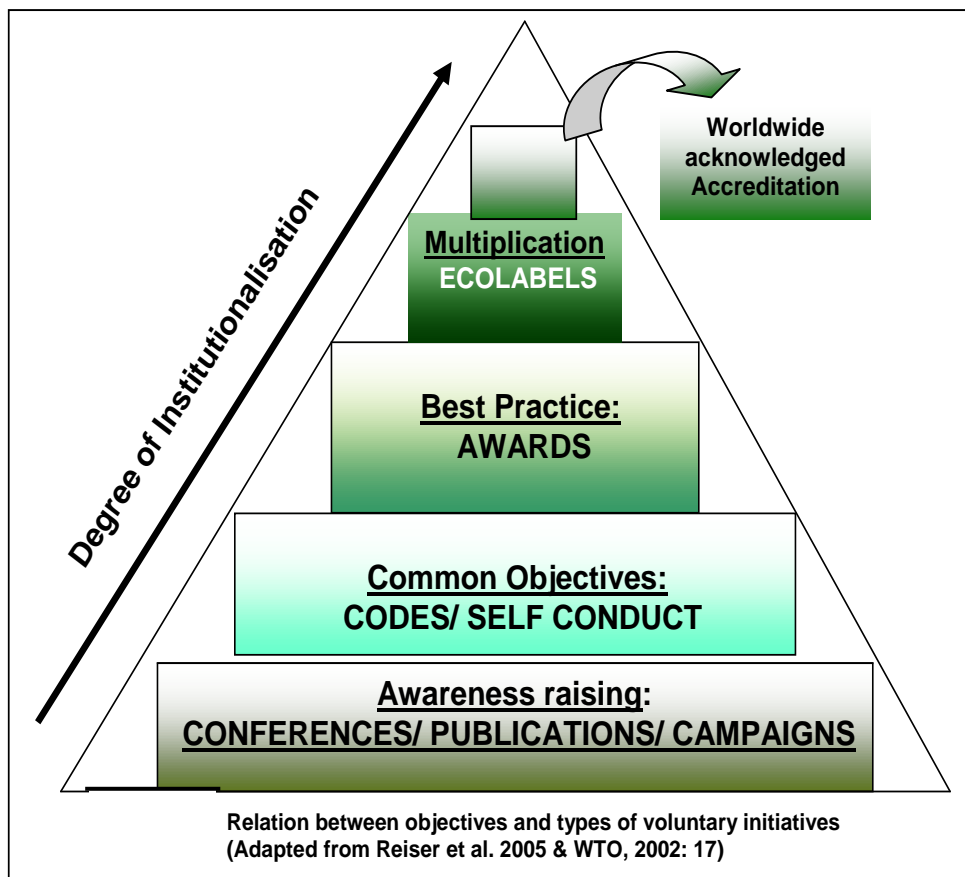 Worldwide
acknowledged
Accreditation
Degree of Institutionalisation
Multiplication
ECOLABELS
Best Practice:
AWARDS
Common Objectives:
CODES/ SELF CONDUCT
Awareness raising:
CONFERENCES/ PUBLICATIONS/ CAMPAIGNS
Relation between objectives and types of voluntary initiatives
(Adapted from Reiser et al. 2005 & WTO, 2002: 17)